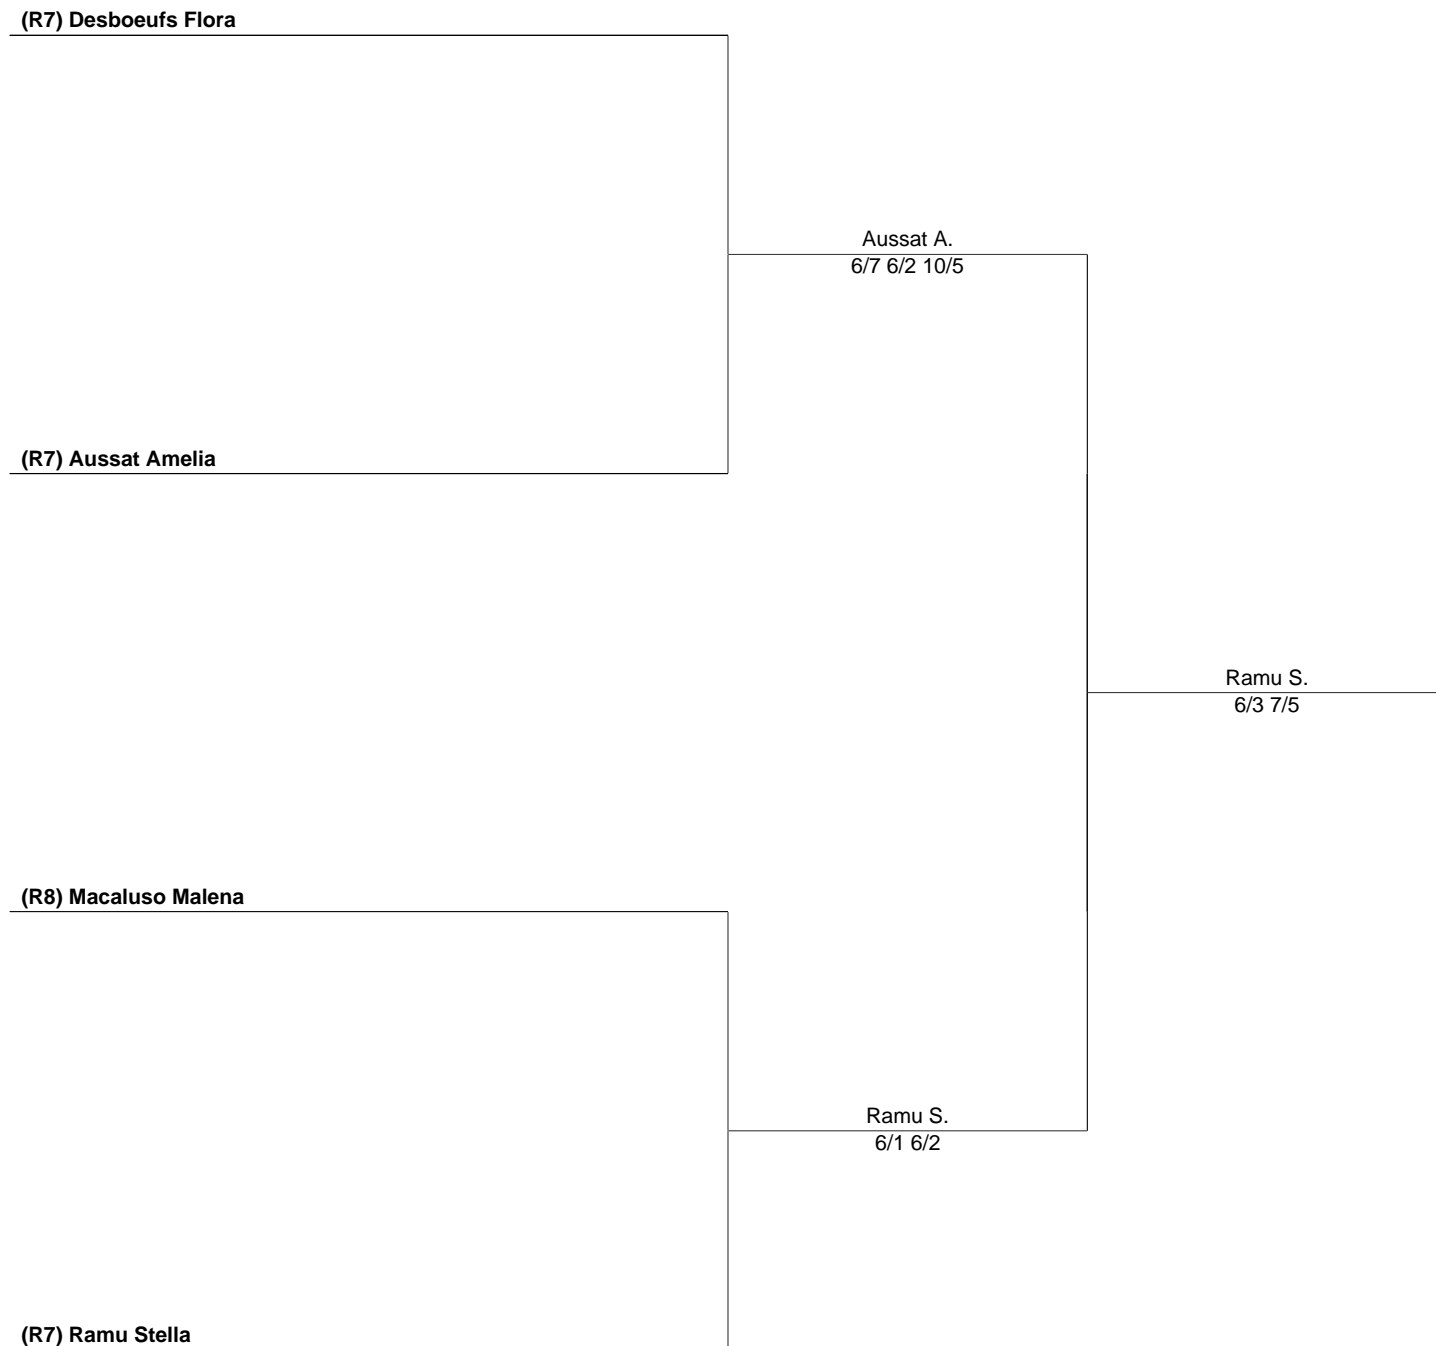 (R7) Desboeufs Flora
Aussat A.
6/7 6/2 10/5
(R7) Aussat Amelia
Ramu S.
6/3 7/5
(R8) Macaluso Malena
Ramu S.
6/1 6/2
(R7) Ramu Stella